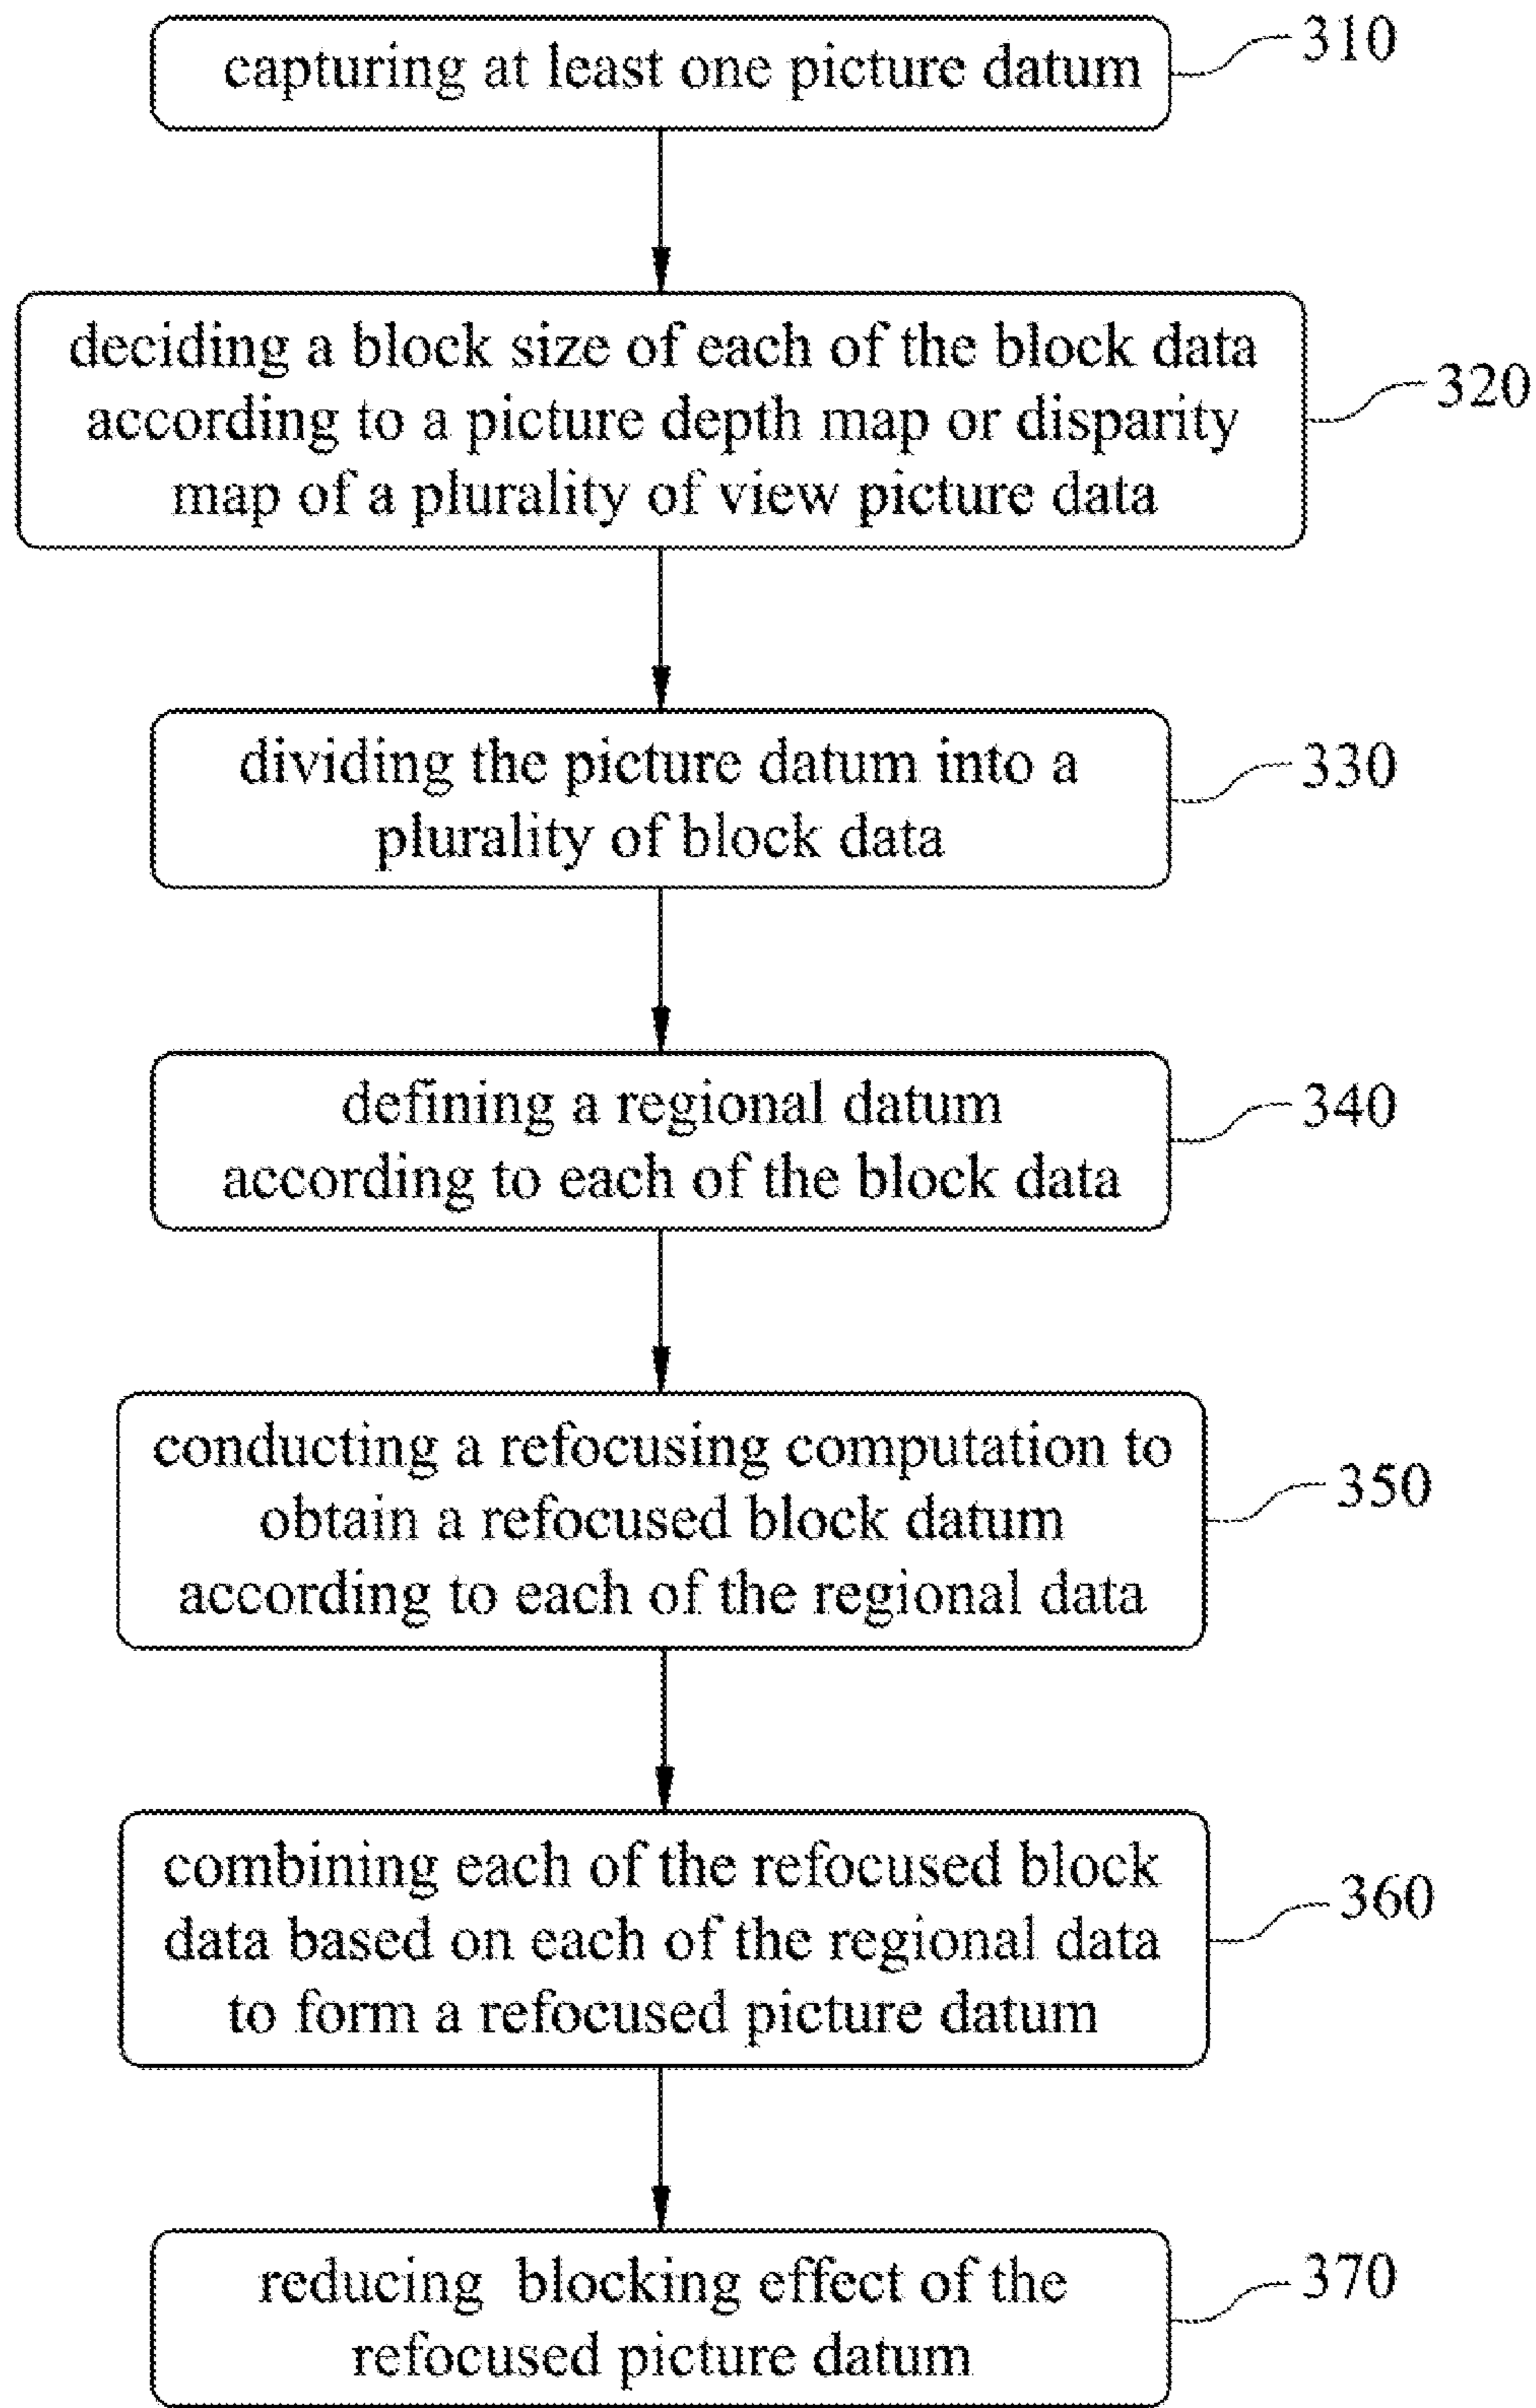 capturing at least one picture datum
310
deciding a block size of each of the block data
according to a picture depth map or disparity
map of a plurality of view picture data
320
dividing the picture datum into a
plurality of block data
330
defining a regional datum
according to each of the block data
340
conducting a refocusing computation to
obtain a refocused block datum
according to each of the regional data
350
combining each of the refocused block
data based on each of the regional data
to form a refocused picture datum
360
reducing blocking effect of the
refocused picture datum
370